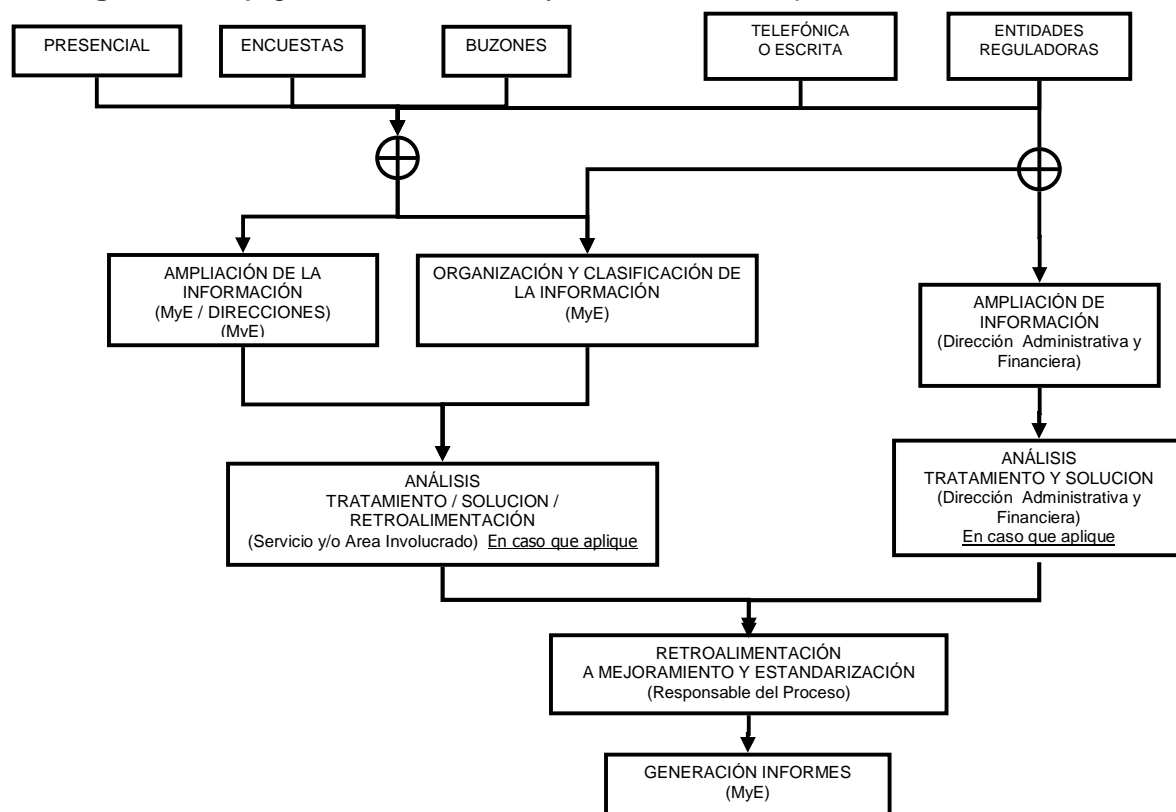 PRESENCIAL
ENCUESTAS
BUZONES
TELEFÓNICA
O ESCRITA
ENTIDADES
REGULADORAS
AMPLIACIÓN DE LA
INFORMACIÓN
(MyE / DIRECCIONES)
(MyE)
ORGANIZACIÓN Y CLASIFICACIÓN DE
LA INFORMACIÓN
(MyE)
AMPLIACIÓN DE
INFORMACIÓN
(Dirección Administrativa y
Financiera)
ANÁLISIS
TRATAMIENTO / SOLUCION /
RETROALIMENTACIÓN
(Servicio y/o Area Involucrado) En caso que aplique
ANÁLISIS
TRATAMIENTO Y SOLUCION
(Dirección Administrativa y
Financiera)
En caso que aplique
RETROALIMENTACIÓN
A MEJORAMIENTO Y ESTANDARIZACIÓN
(Responsable del Proceso)
GENERACIÓN INFORMES
(MyE)